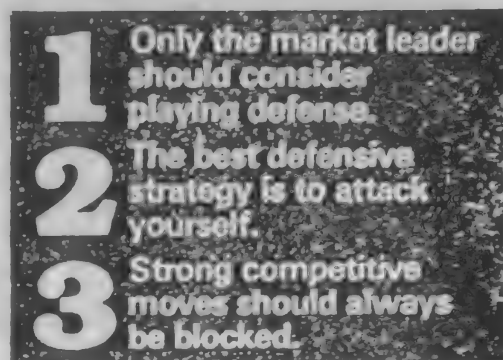 1 Only the market leader
should consider
playing defense.
2 The best defensive
strategy is to attack
yourself.
3 Strong competitive
moves should always
be blocked.